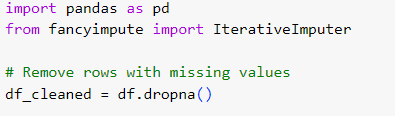 import pandas as pd
from fancyimpute import IterativeImputer
# Remove rows with missing values
df_cleaned = df.dropna()